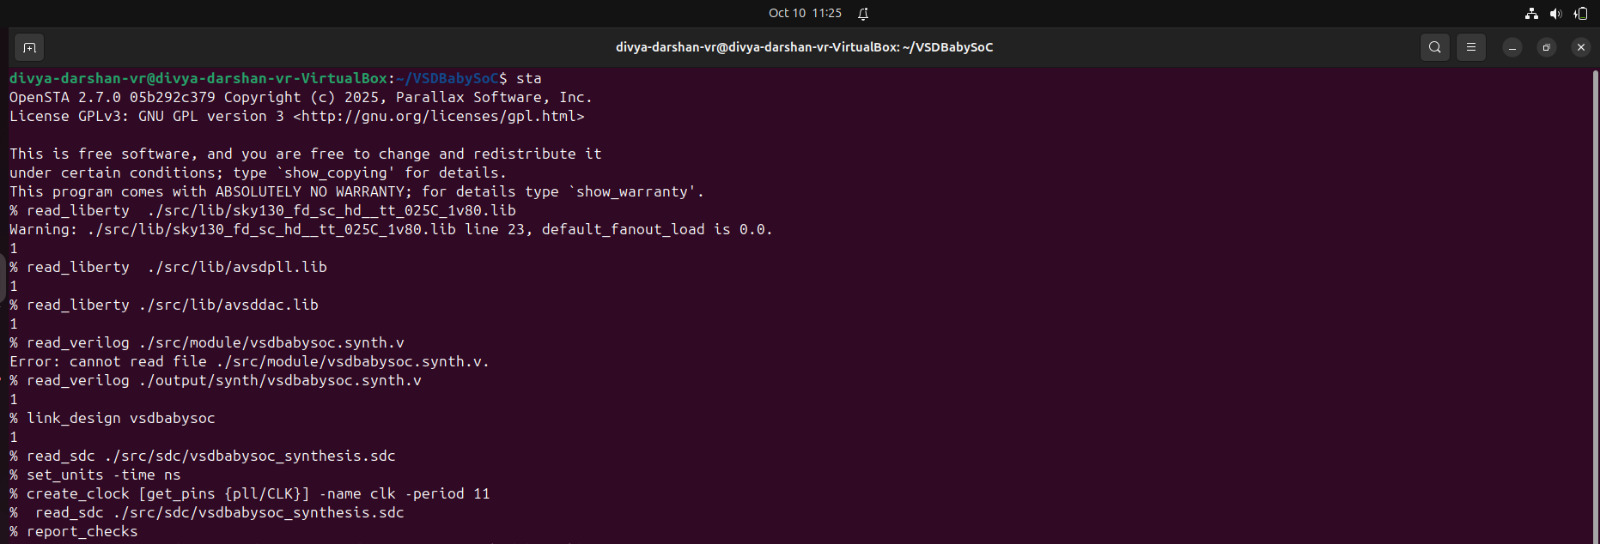 Oct 10 11:25
divya-darshan-vr@divya-darshan-vr-VirtualBox: ~/VSDBabySoC
divya-darshan-vr@divya-darshan-vr-VirtualBox:~/VSDBabySoC$ sta
OpenSTA 2.7.0 05b292c379 Copyright (c) 2025, Parallax Software, Inc.
License GPLv3: GNU GPL version 3 <http://gnu.org/licenses/gpl.html>
This is free software, and you are free to change and redistribute it
under certain conditions; type `show_copying' for details.
This program comes with ABSOLUTELY NO WARRANTY; for details type `show_warranty'.
% read_liberty  ./src/lib/sky130_fd_sc_hd__tt_025C_1v80.lib
Warning: ./src/lib/sky130_fd_sc_hd__tt_025C_1v80.lib line 23, default_fanout_load is 0.0.
1
% read_liberty  ./src/lib/avsdpll.lib
1
% read_liberty ./src/lib/avsddac.lib
1
% read_verilog ./src/module/vsdbabysoc.synth.v
Error: cannot read file ./src/module/vsdbabysoc.synth.v.
% read_verilog ./output/synth/vsdbabysoc.synth.v
1
% link_design vsdbabysoc
1
% read_sdc ./src/sdc/vsdbabysoc_synthesis.sdc
% set_units -time ns
% create_clock [get_pins {pll/CLK}] -name clk -period 11
%  read_sdc ./src/sdc/vsdbabysoc_synthesis.sdc
% report_checks